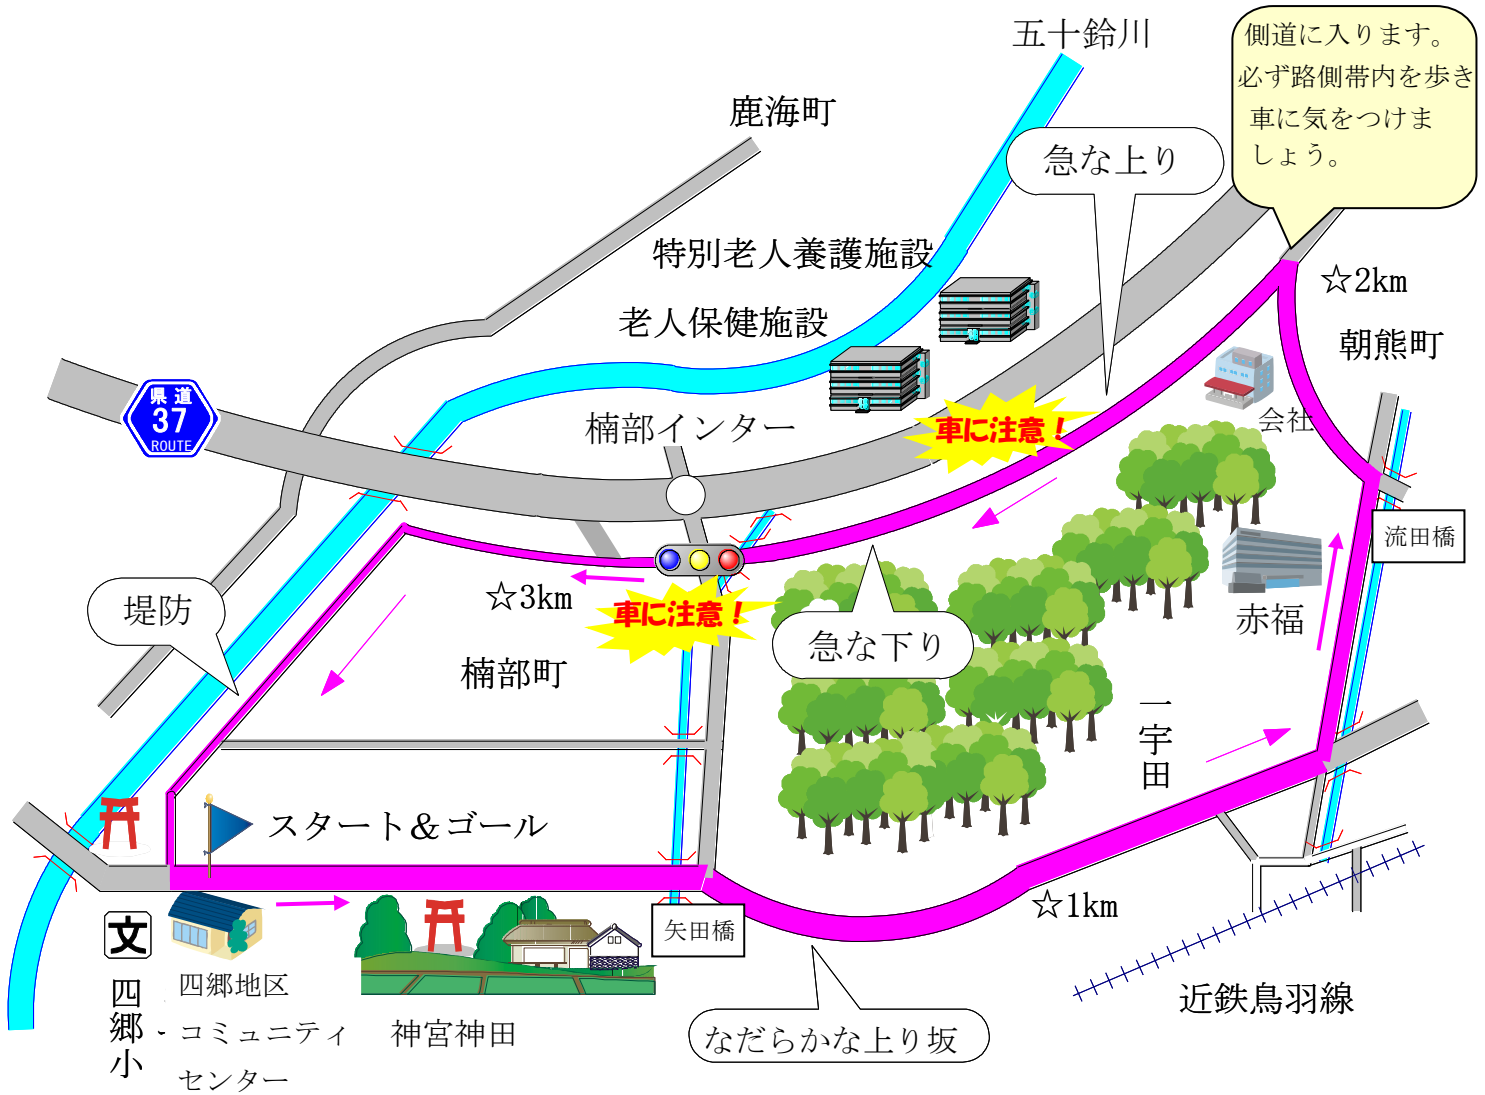 五十鈴川
側道に入ります。
必ず路側帯内を歩き
車に気をつけま
しょう。
鹿海町
急な上り
特別老人養護施設
☆2km
老人保健施設
朝熊町
県道
37
ROUTE
楠部インター
車に注意！
会社
流田橋
☆3km
車に注意！
堤防
赤福
急な下り
楠部町
一宇田
スタート＆ゴール
☆1km
矢田橋
文
四郷小
四郷地区
コミュニティ
センター
神宮神田
なだらかな上り坂
近鉄鳥羽線